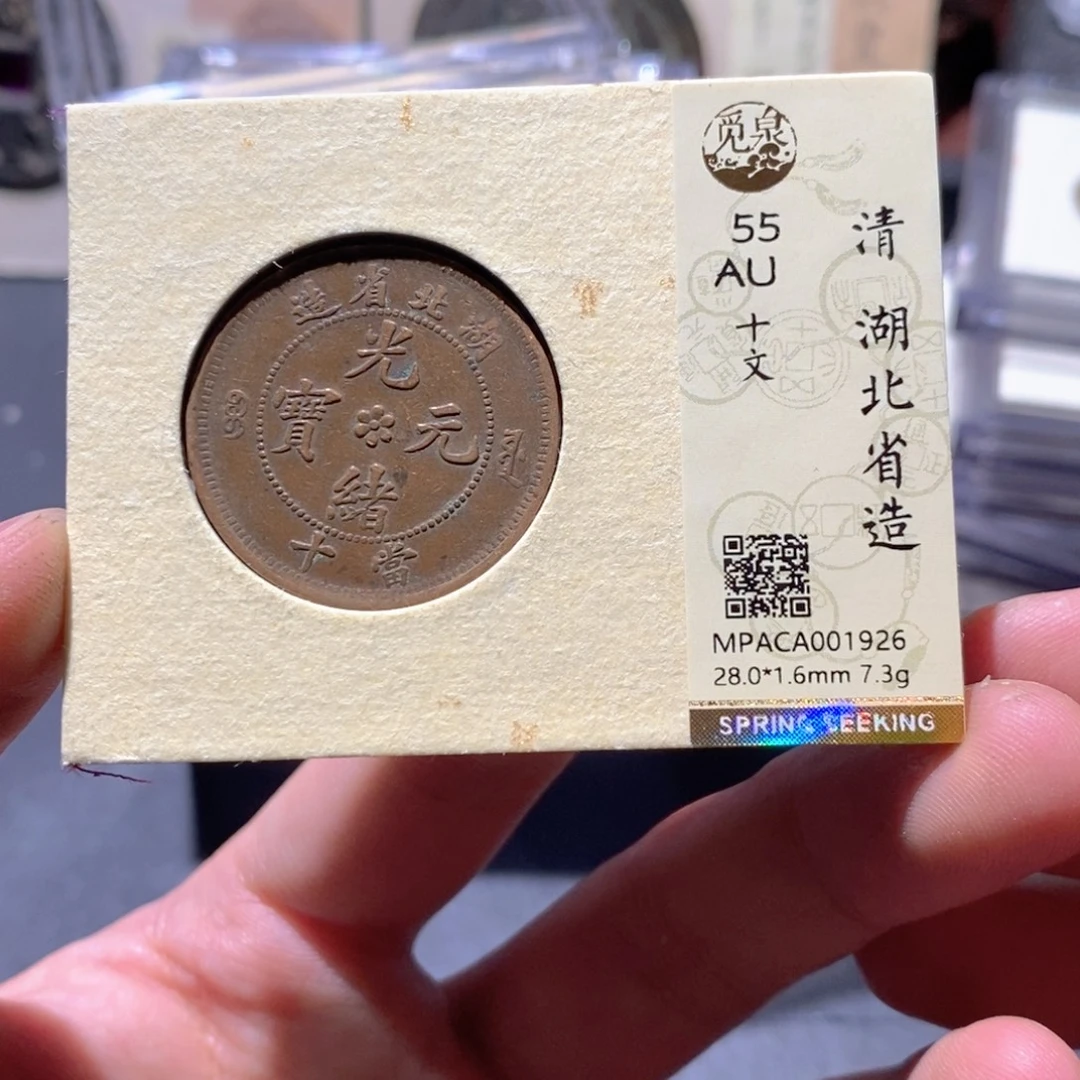 湖北省造
光緒元寶
當十
觅泉
55
AU
十文
清 湖北省造
MPACA001926
28.0*1.6mm 7.3g
SPRING SEEKING